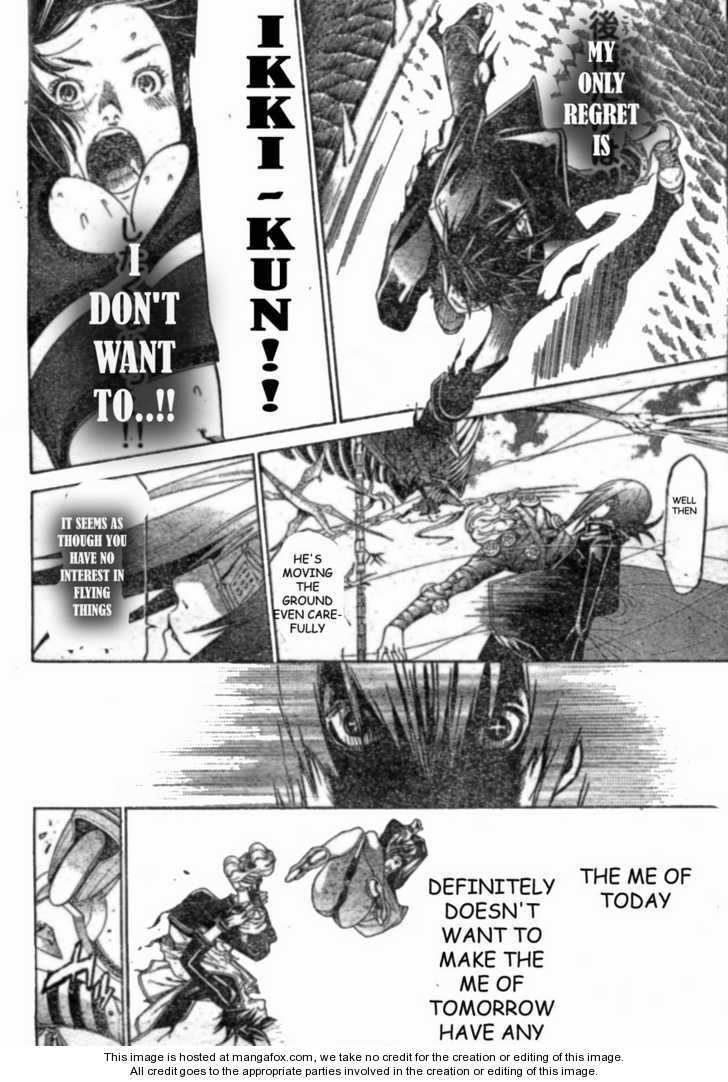 MY
ONLY
REGRET
IS
IKKI-KUN!!
I
DON'T
WANT
TO..!!
WELL
THEN
HE'S
MOVING
THE
GROUND
EVEN CARE-
FULLY
IT SEEMS AS
THOUGH YOU
HAVE NO
INTEREST IN
FLYING
THINGS
THE ME OF
TODAY
DEFINITELY
DOESN'T
WANT TO
MAKE THE
ME OF
TOMORROW
HAVE ANY
This image is hosted at mangafox.com, we take no credit for the creation or editing of this image.
All credit goes to the appropriate parties involved in the creation or editing of this image.